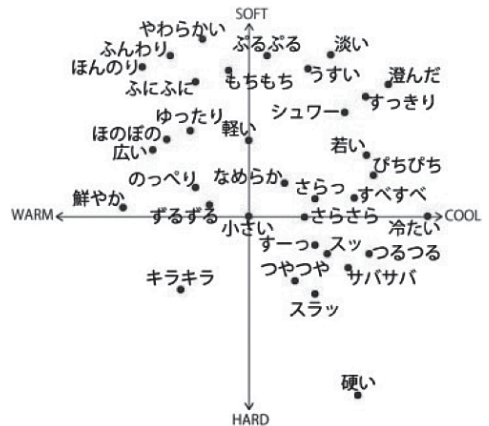 SOFT
やわらかい
ふんわり
ぷるぷる
淡い
ほんのり
もちもち
うすい
澄んだ
ふにふに
すっきり
シュワー
ゆったり
軽い
ほのぼの
若い
広い
ぴちぴち
のっぺり
なめらか
さらっ
すべすべ
鮮やか
WARM
ずるずる
小さい
さらさら
冷たい
COOL
すーっ
スッ
つるつる
キラキラ
つやつや
サバサバ
スラッ
硬い
HARD